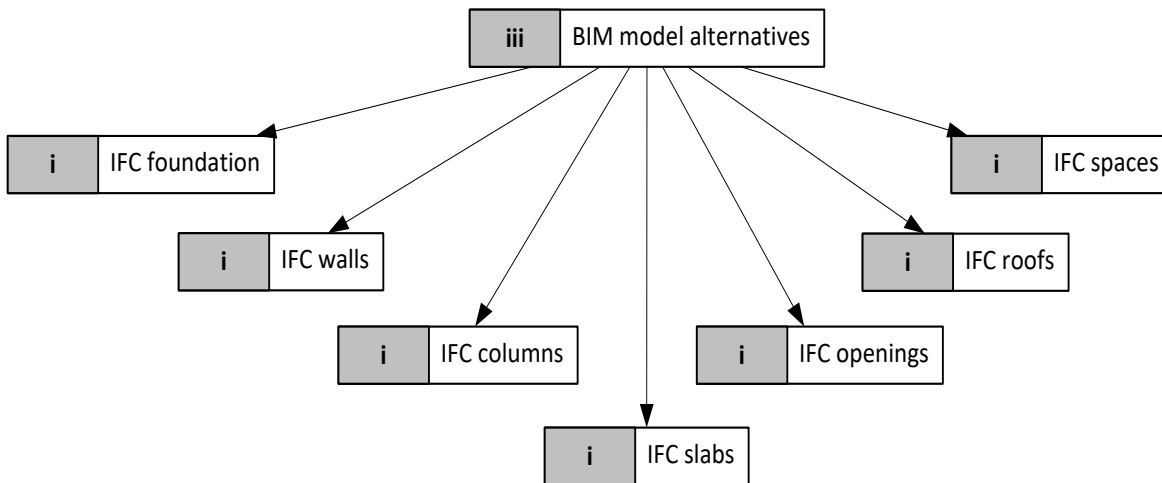 iii BIM model alternatives
i IFC foundation
i IFC spaces
i IFC walls
i IFC roofs
i IFC columns
i IFC openings
i IFC slabs